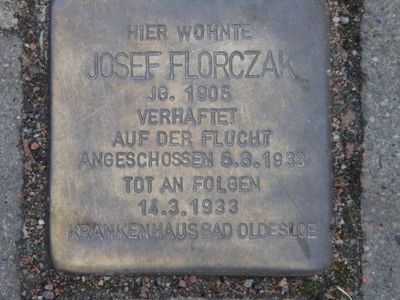 HIER WOHNTE
JOSEF FLORCZAK
JG. 1905
VERHAFTET
AUF DER FLUCHT
ANGESCHOSSEN 5.3.1933
TOT AN FOLGEN
14.3.1933
KRANKENHAUS BAD OLDESLOE